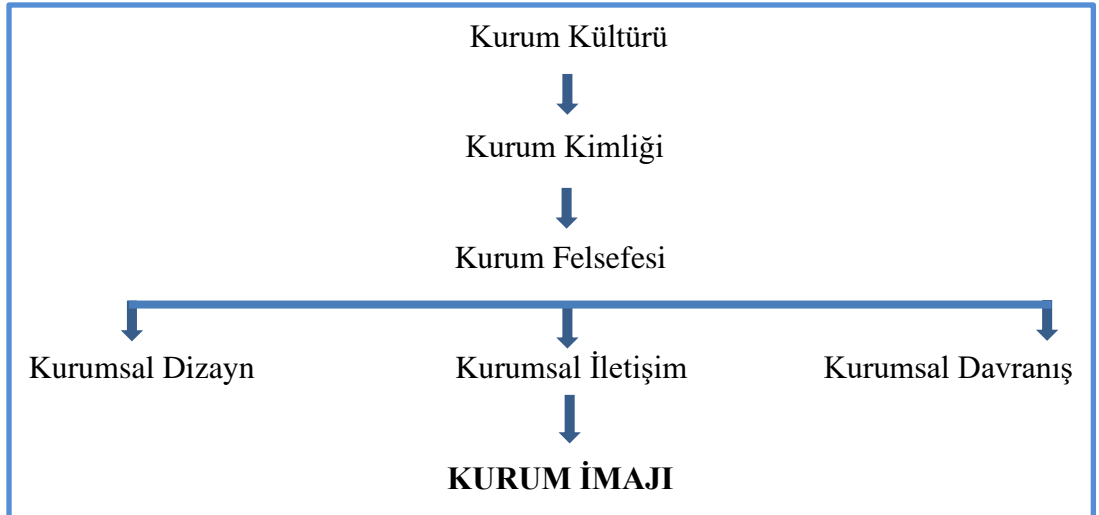 Kurum Kültürü
Kurum Kimliği
Kurum Felsefesi
Kurumsal Dizayn Kurumsal İletişim Kurumsal Davranış
KURUM İMAJI